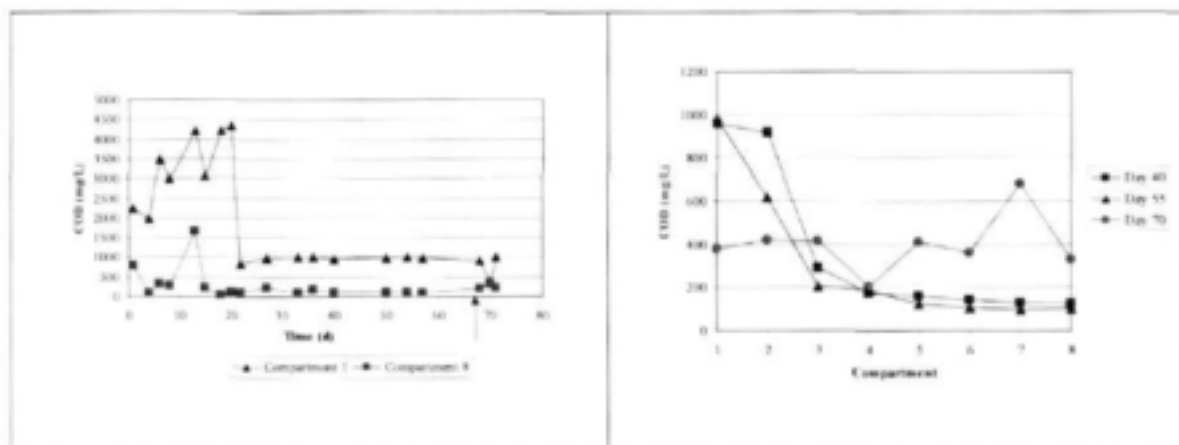 5000
4500
4000
3500
3000
2500
2000
1500
1000
500
0
COD (mg/L)
0 10 20 30 40 50 60 70 80
Time (d)
Compartment 1 Compartment 8
1200
1000
800
600
400
200
0
COD (mg/L)
1 2 3 4 5 6 7 8
Compartment
Day 40
Day 55
Day 70